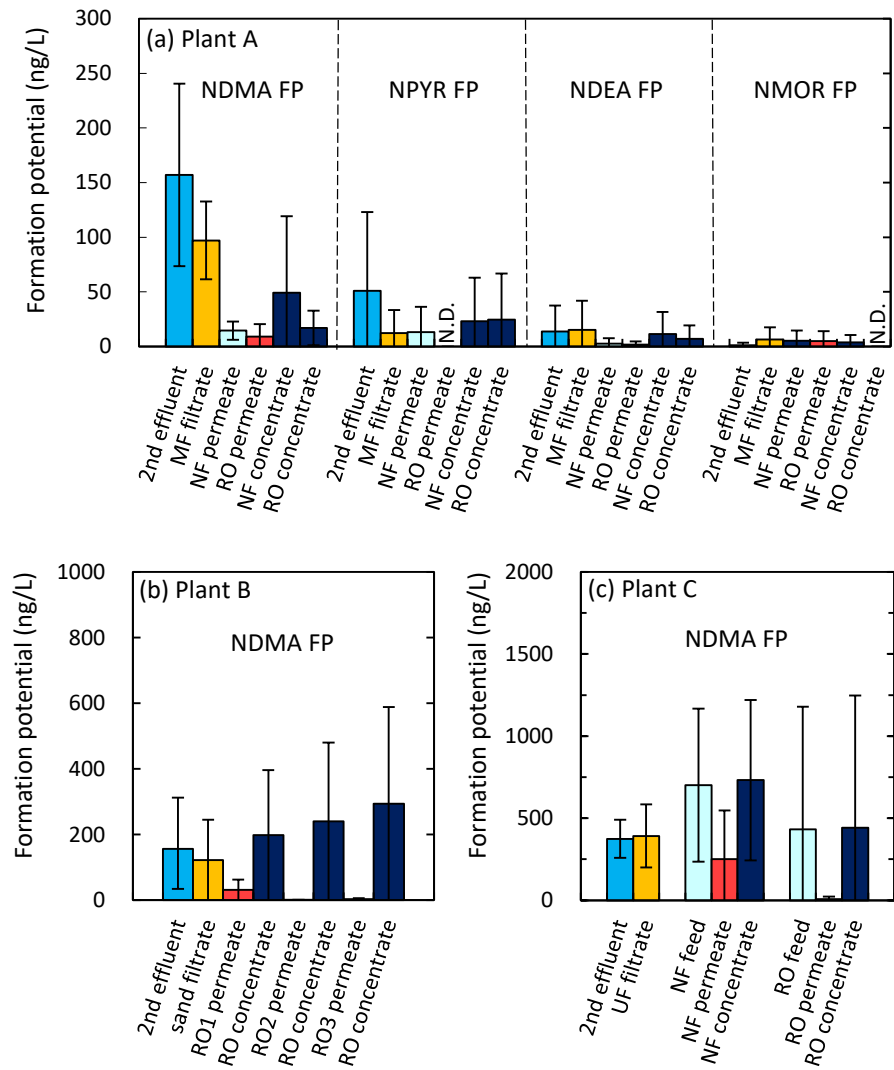 (a) Plant A
Formation potential (ng/L)
300
250
200
150
100
50
0
NDMA FP
NPYR FP
NDEA FP
NMOR FP
N.D.
N.D.
2nd effluent
MF filtrate
NF permeate
RO permeate
NF concentrate
RO concentrate
2nd effluent
MF filtrate
NF permeate
RO permeate
NF concentrate
RO concentrate
2nd effluent
MF filtrate
NF permeate
RO permeate
NF concentrate
RO concentrate
2nd effluent
MF filtrate
NF permeate
RO permeate
NF concentrate
RO concentrate
(b) Plant B
Formation potential (ng/L)
1000
800
600
400
200
0
NDMA FP
2nd effluent
sand filtrate
RO1 permeate
RO concentrate
RO2 permeate
RO concentrate
RO3 permeate
RO concentrate
(c) Plant C
Formation potential (ng/L)
2000
1500
1000
500
0
NDMA FP
2nd effluent
UF filtrate
NF feed
NF permeate
NF concentrate
RO feed
RO permeate
RO concentrate